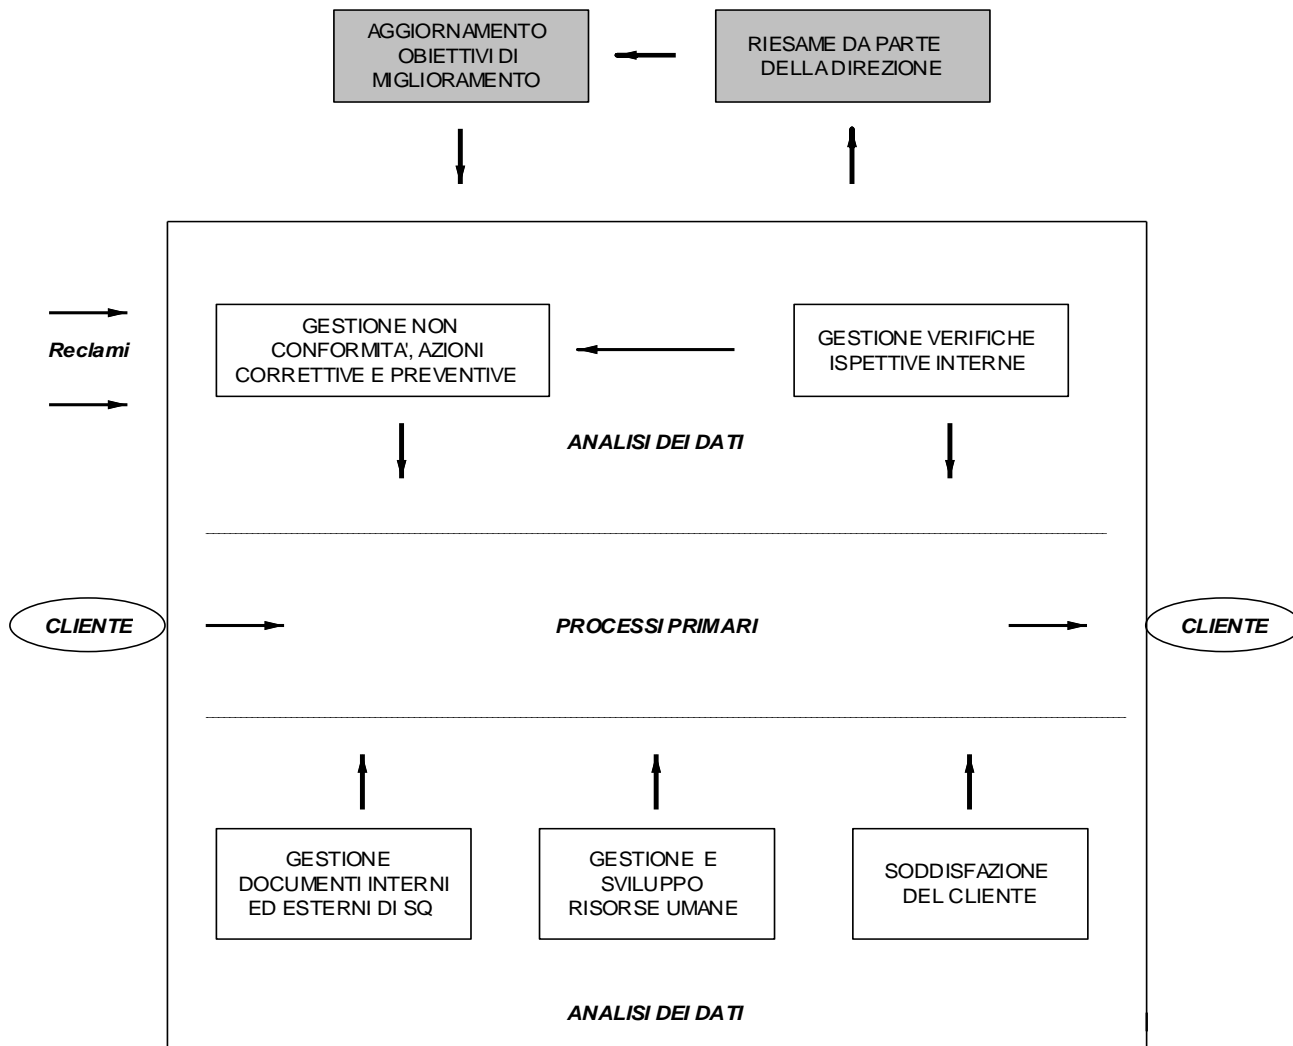 AGGIORNAMENTO
OBIETTIVI DI
MIGLIORAMENTO
RIESAME DA PARTE
DELLA DIREZIONE
Reclami
GESTIONE NON
CONFORMITA', AZIONI
CORRETTIVE E PREVENTIVE
GESTIONE VERIFICHE
ISPETTIVE INTERNE
ANALISI DEI DATI
CLIENTE
PROCESSI PRIMARI
CLIENTE
GESTIONE
DOCUMENTI INTERNI
ED ESTERNI DI SQ
GESTIONE E
SVILUPPO
RISORSE UMANE
SODDISFAZIONE
DEL CLIENTE
ANALISI DEI DATI